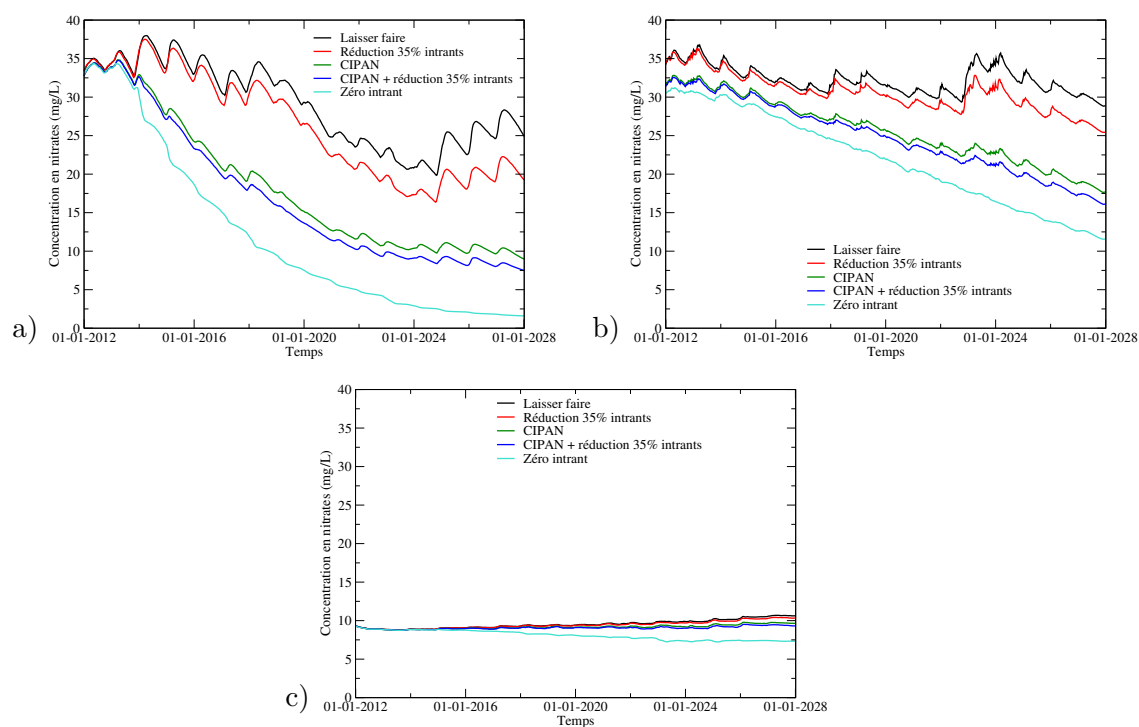 40
35
30
25
20
15
10
5
0
Concentration en nitrates (mg/L)
Laisser faire
Réduction 35% intrants
CIPAN
CIPAN + réduction 35% intrants
Zéro intrant
01-01-2012 01-01-2016 01-01-2020 01-01-2024 01-01-2028
Temps
a)
40
35
30
25
20
15
10
5
0
Concentration en nitrates (mg/L)
Laisser faire
Réduction 35% intrants
CIPAN
CIPAN + réduction 35% intrants
Zéro intrant
01-01-2012 01-01-2016 01-01-2020 01-01-2024 01-01-2028
Temps
b)
40
35
30
25
20
15
10
5
0
Concentration en nitrates (mg/L)
Laisser faire
Réduction 35% intrants
CIPAN
CIPAN + réduction 35% intrants
Zéro intrant
01-01-2012 01-01-2016 01-01-2020 01-01-2024 01-01-2028
Temps
c)